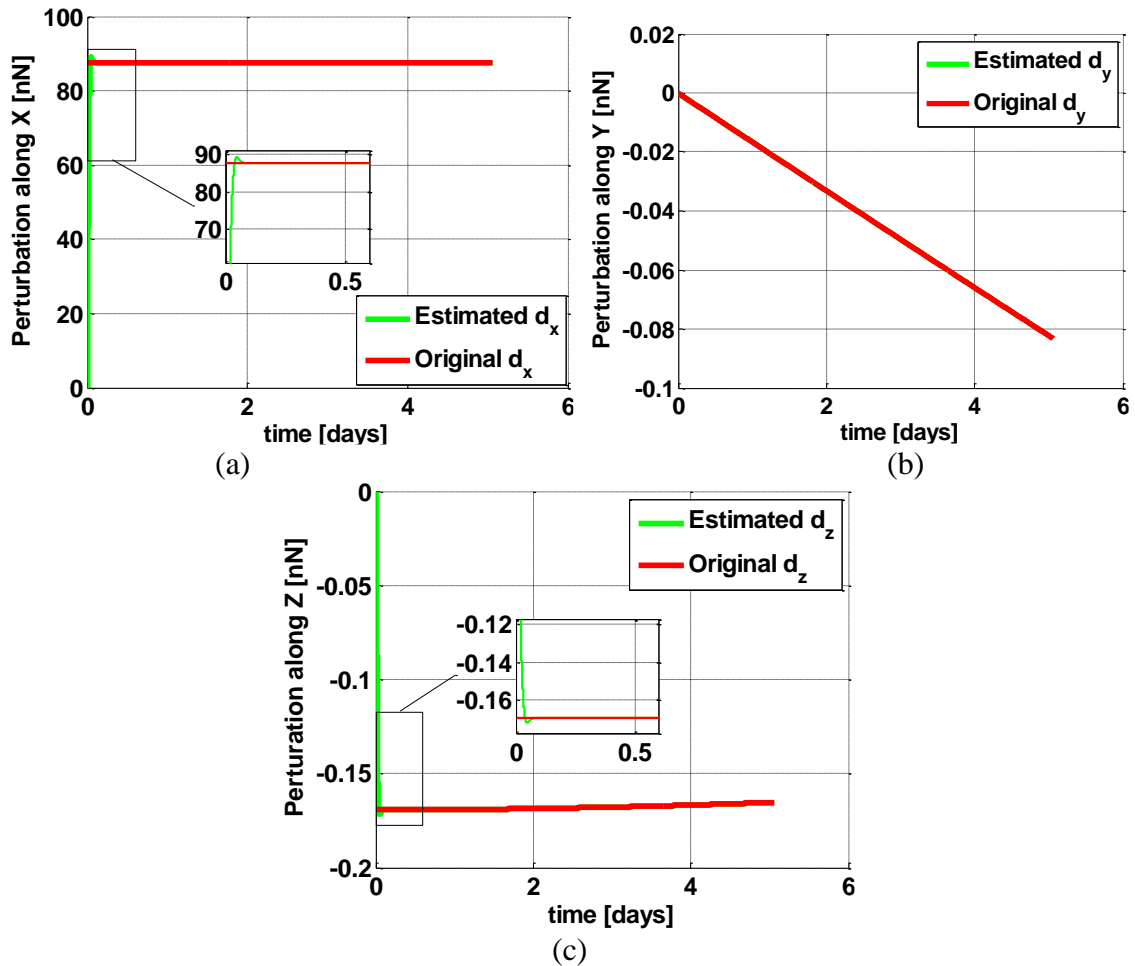 100
80
60
40
20
0
Perturbation along X [nN]
90
80
70
0 0.5
Estimated d_x
Original d_x
0 2 4 6
time [days]
(a)
0.02
0
-0.02
-0.04
-0.06
-0.08
-0.1
Perturbation along Y [nN]
Estimated d_y
Original d_y
0 2 4 6
time [days]
(b)
0
-0.05
-0.1
-0.15
-0.2
Perturation along Z [nN]
Estimated d_z
Original d_z
-0.12
-0.14
-0.16
0 0.5
0 2 4 6
time [days]
(c)